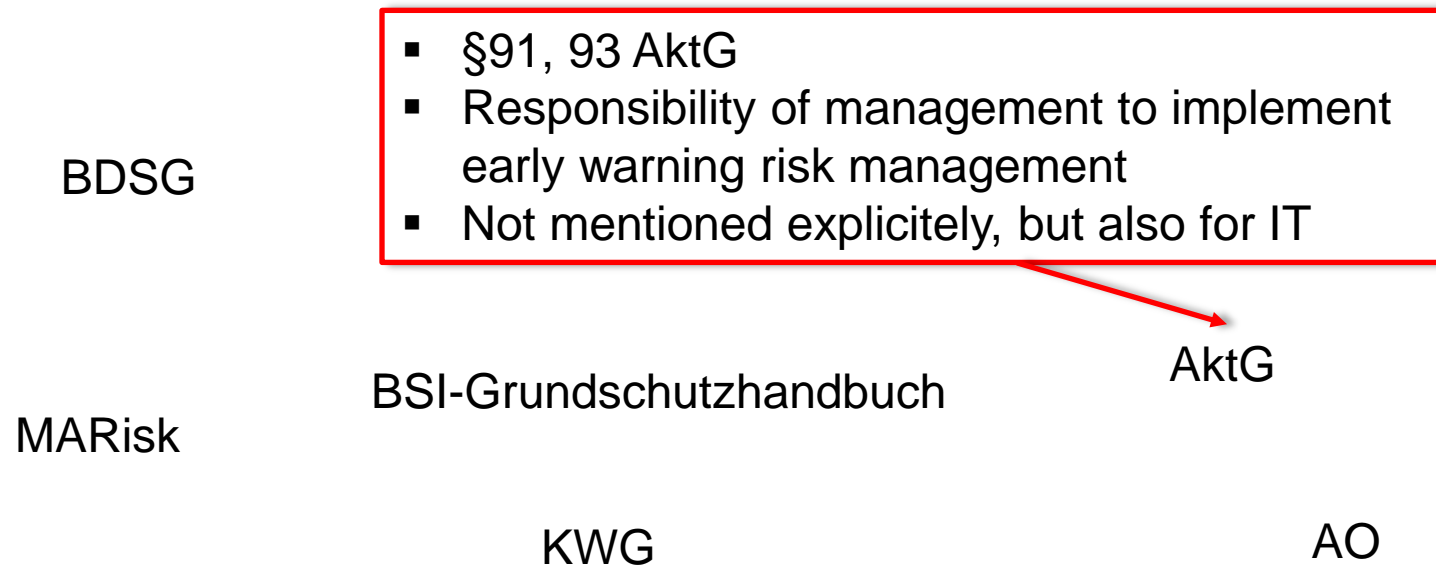 ▪ §91, 93 AktG
▪ Responsibility of management to implement
early warning risk management
▪ Not mentioned explicitely, but also for IT
BDSG
AktG
BSI-Grundschutzhandbuch
MARisk
KWG
AO